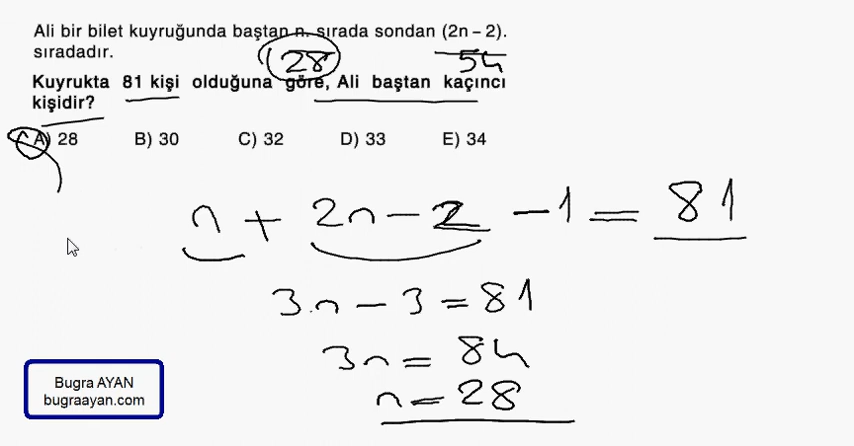 Ali bir bilet kuyruğunda baştan n. sırada sondan (2n – 2).
sıradadır.
28 54
Kuyrukta 81 kişi olduğuna göre, Ali baştan kaçıncı
kişidir?
A) 28 B) 30 C) 32 D) 33 E) 34
n + 2n – 2 – 1 = 81
3.n – 3 = 81
3n = 84
n = 28
Bugra AYAN
bugraayan.com